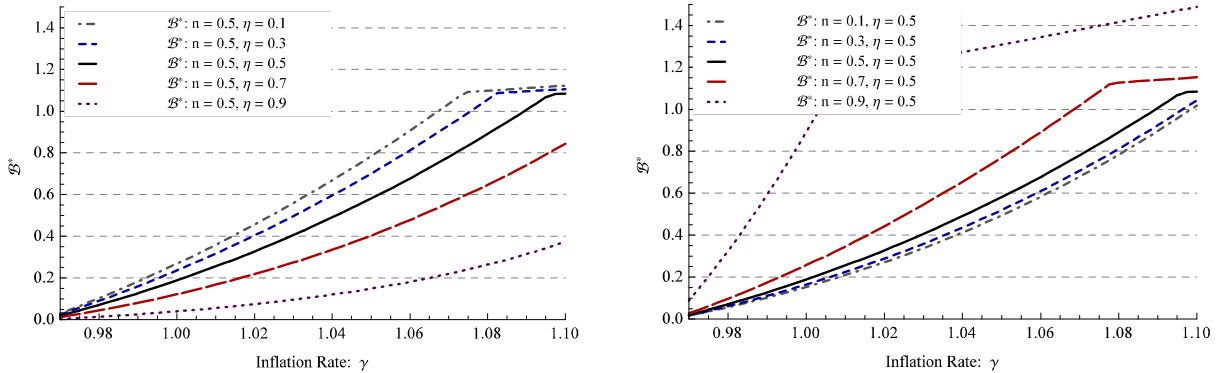 ℬ*: n = 0.5, η = 0.1
ℬ*: n = 0.5, η = 0.3
ℬ*: n = 0.5, η = 0.5
ℬ*: n = 0.5, η = 0.7
ℬ*: n = 0.5, η = 0.9
1.4
1.2
1.0
0.8
0.6
0.4
0.2
0.0
ℬ*
0.98 1.00 1.02 1.04 1.06 1.08 1.10
Inflation Rate: γ
ℬ*: n = 0.1, η = 0.5
ℬ*: n = 0.3, η = 0.5
ℬ*: n = 0.5, η = 0.5
ℬ*: n = 0.7, η = 0.5
ℬ*: n = 0.9, η = 0.5
1.4
1.2
1.0
0.8
0.6
0.4
0.2
0.0
ℬ*
0.98 1.00 1.02 1.04 1.06 1.08 1.10
Inflation Rate: γ